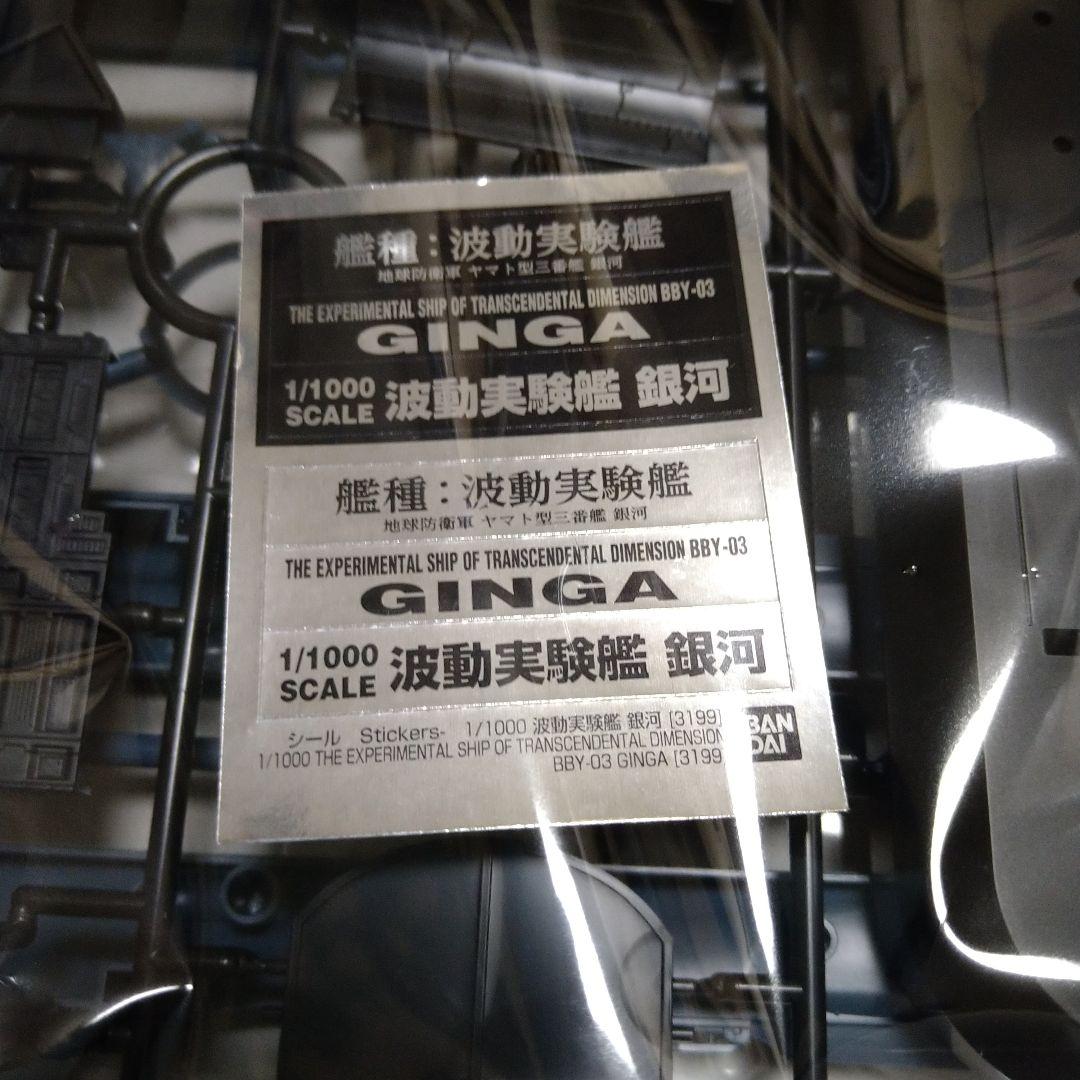 艦種：波動実験艦
地球防衛軍 ヤマト型三番艦 銀河
THE EXPERIMENTAL SHIP OF TRANSCENDENTAL DIMENSION BBY-03
GINGA
1/1000 SCALE 波動実験艦 銀河
艦種：波動実験艦
地球防衛軍 ヤマト型三番艦 銀河
THE EXPERIMENTAL SHIP OF TRANSCENDENTAL DIMENSION BBY-03
GINGA
1/1000 SCALE 波動実験艦 銀河
シール Stickers- 1/1000 波動実験艦 銀河 [3199]
1/1000 THE EXPERIMENTAL SHIP OF TRANSCENDENTAL DIMENSION
BBY-03 GINGA [3199]
BAN
DAI